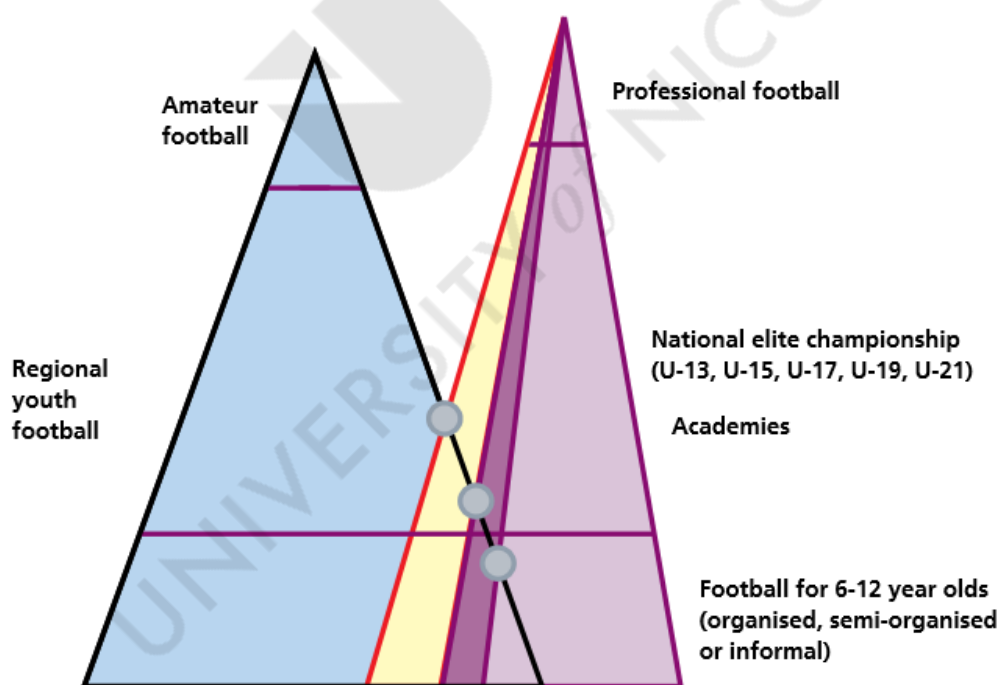 Amateur
football
Professional football
Regional
youth
football
National elite championship
(U-13, U-15, U-17, U-19, U-21)
Academies
Football for 6-12 year olds
(organised, semi-organised
or informal)
UNIVERSITY of NICO